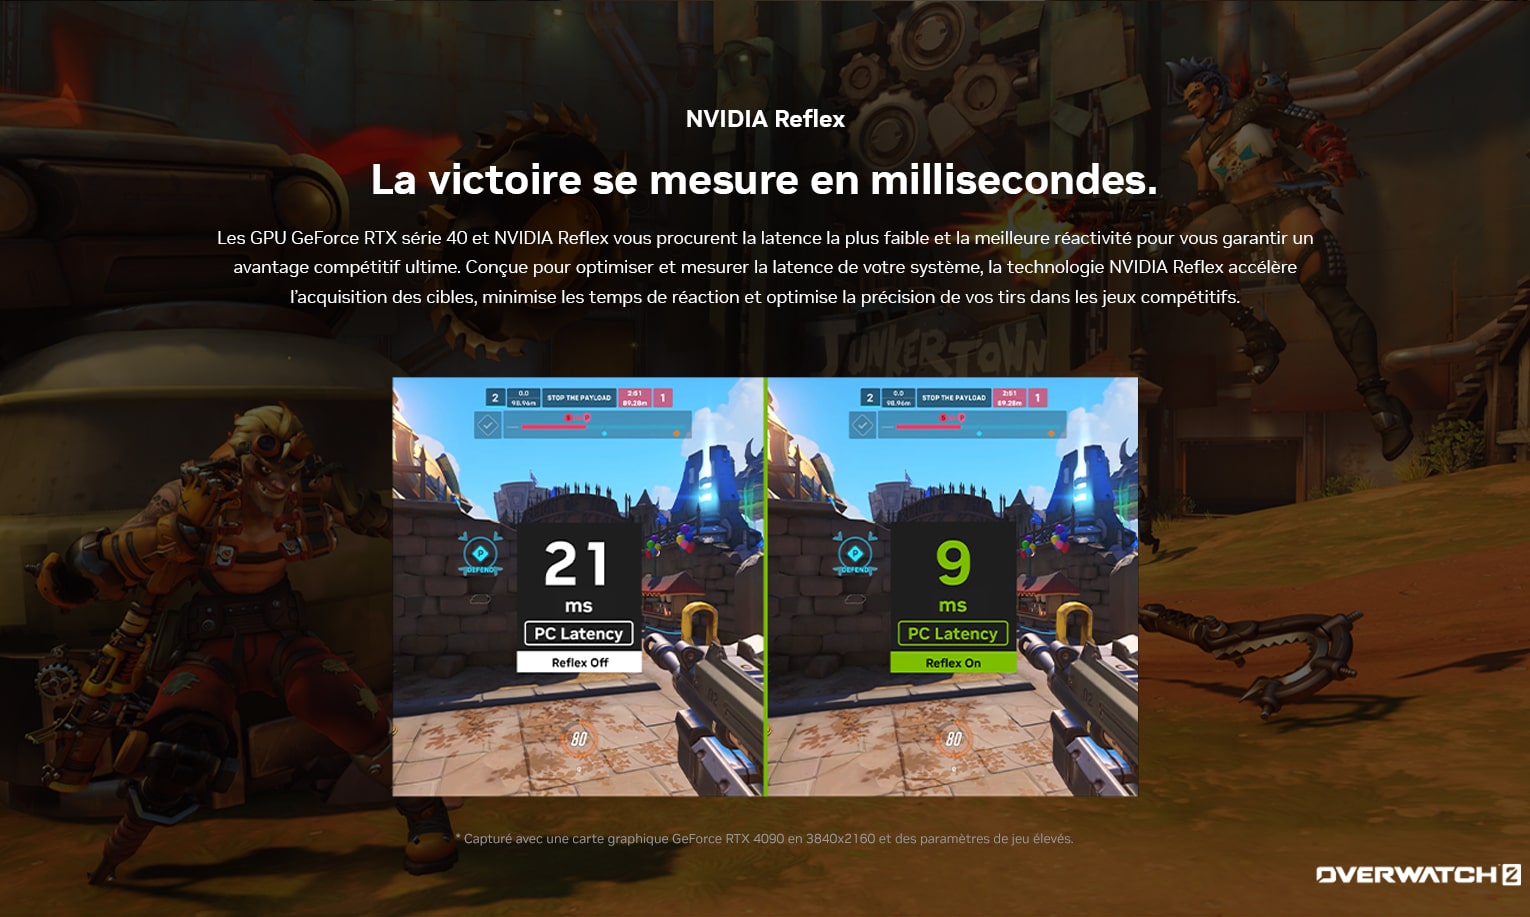 NVIDIA Reflex
La victoire se mesure en millisecondes.
Les GPU GeForce RTX série 40 et NVIDIA Reflex vous procurent la latence la plus faible et la meilleure réactivité pour vous garantir un
avantage compétitif ultime. Conçue pour optimiser et mesurer la latence de votre système, la technologie NVIDIA Reflex accélère
l’acquisition des cibles, minimise les temps de réaction et optimise la précision de vos tirs dans les jeux compétitifs.
JUNKERTOWN
2 0.0 98.96m STOP THE PAYLOAD 2:51 89.28m 1
S P
P
DEFEND
21
ms
PC Latency
Reflex Off
80
2 0.0 98.96m STOP THE PAYLOAD 2:51 89.28m 1
S P
P
DEFEND
9
ms
PC Latency
Reflex On
80
* Capturé avec une carte graphique GeForce RTX 4090 en 3840x2160 et des paramètres de jeu élevés.
OVERWATCH 2